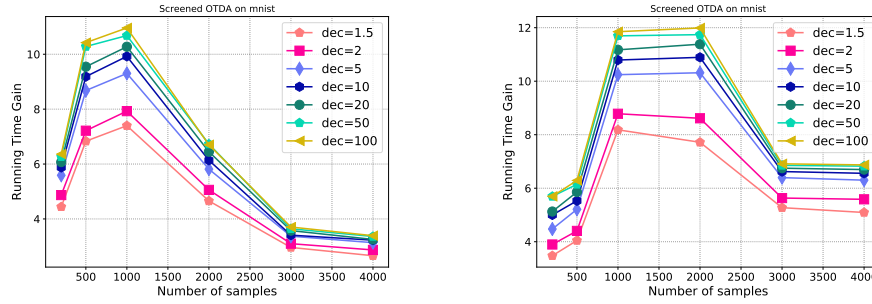 Screened OTDA on mnist
Running Time Gain
10
8
6
4
500 1000 1500 2000 2500 3000 3500 4000
Number of samples
dec=1.5
dec=2
dec=5
dec=10
dec=20
dec=50
dec=100
Screened OTDA on mnist
Running Time Gain
12
10
8
6
4
500 1000 1500 2000 2500 3000 3500 400
Number of samples
dec=1.5
dec=2
dec=5
dec=10
dec=20
dec=50
dec=100